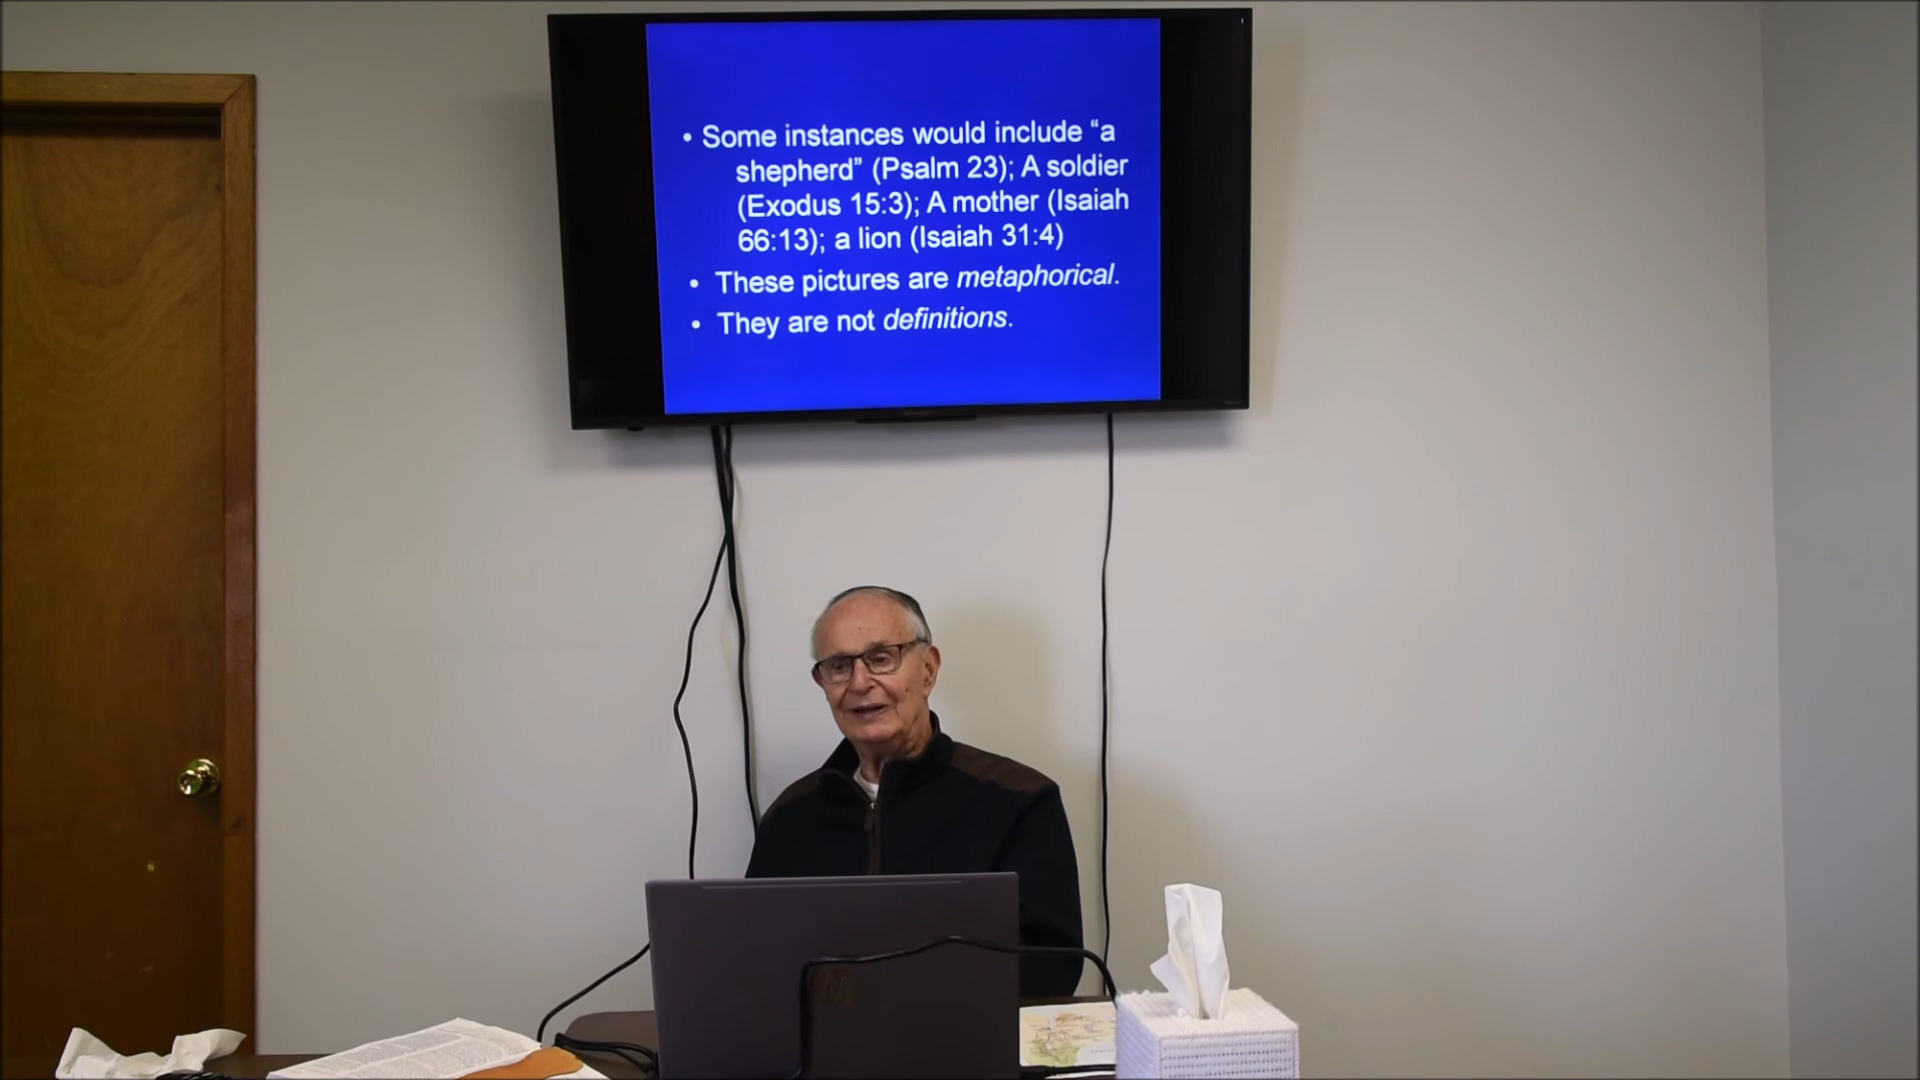 • Some instances would include “a
shepherd” (Psalm 23); A soldier
(Exodus 15:3); A mother (Isaiah
66:13); a lion (Isaiah 31:4)
• These pictures are metaphorical.
• They are not definitions.
hp